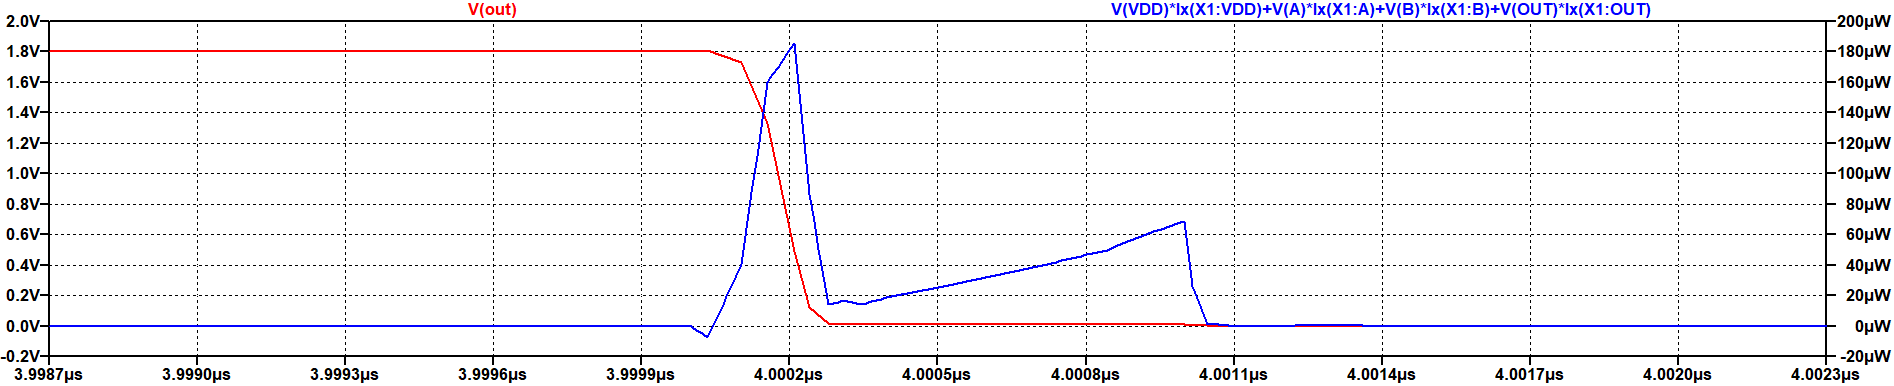 V(out) V(VDD)*Ix(X1:VDD)+V(A)*Ix(X1:A)+V(B)*Ix(X1:B)+V(OUT)*Ix(X1:OUT)
2.0V 200µW
1.8V 180µW
1.6V 160µW
1.4V 140µW
1.2V 120µW
1.0V 100µW
0.8V 80µW
0.6V 60µW
0.4V 40µW
0.2V 20µW
0.0V 0µW
-0.2V -20µW
3.9987µs 3.9990µs 3.9993µs 3.9996µs 3.9999µs 4.0002µs 4.0005µs 4.0008µs 4.0011µs 4.0014µs 4.0017µs 4.0020µs 4.0023µs